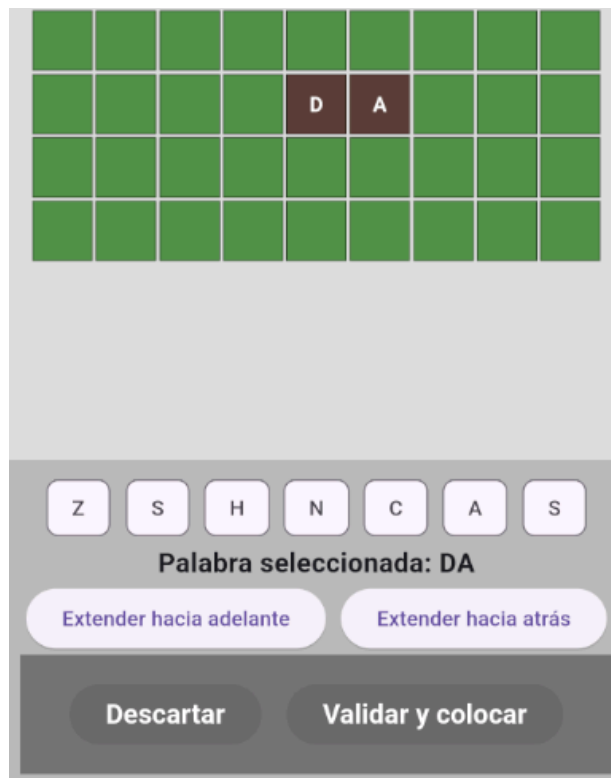 D A
Z S H N C A S
Palabra seleccionada: DA
Extender hacia adelante Extender hacia atrás
Descartar Validar y colocar